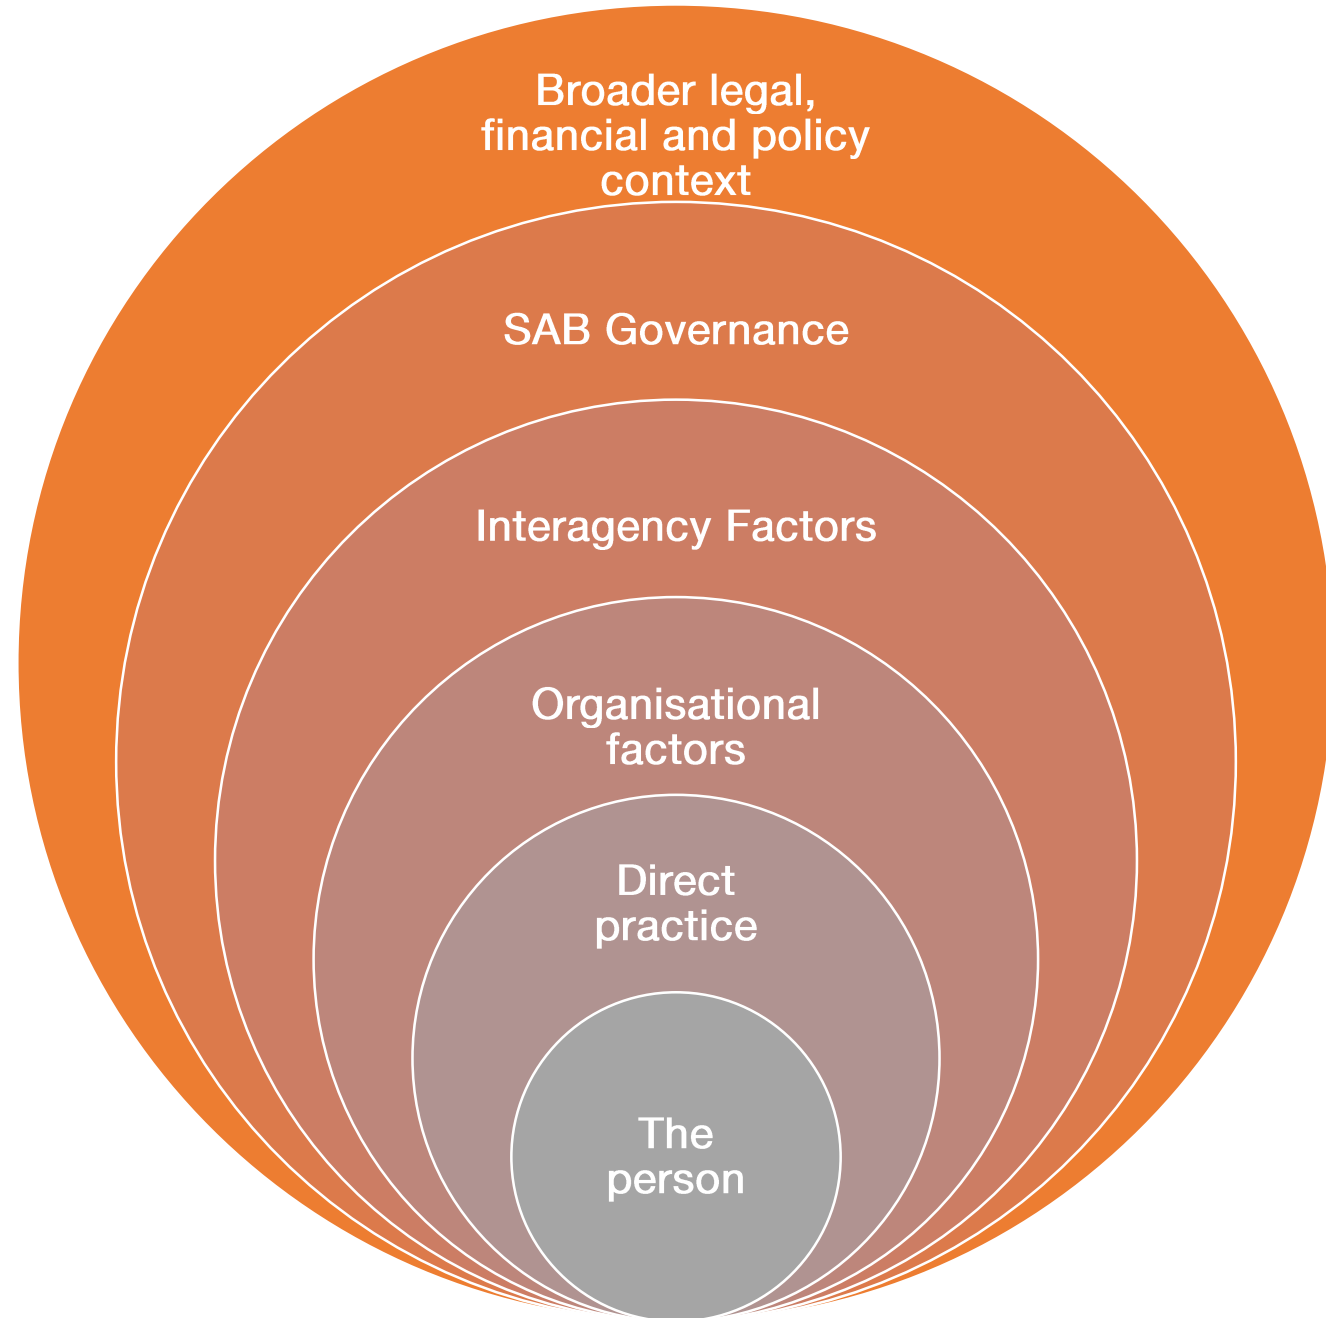 Broader legal,
financial and policy
context
SAB Governance
Interagency Factors
Organisational
factors
Direct
practice
The
person